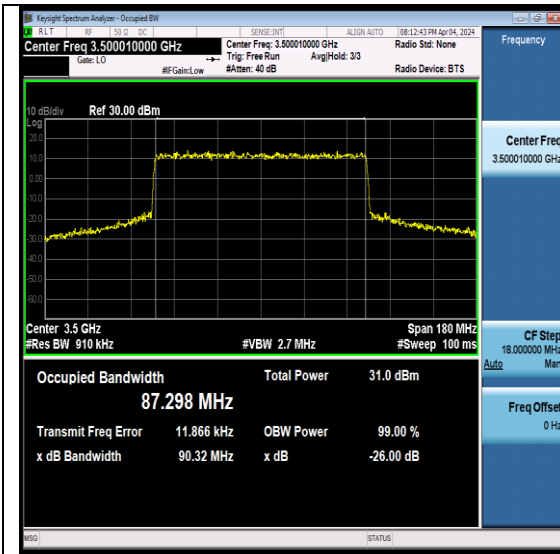 Keysight Spectrum Analyzer - Occupied BW
RLT RF 50 Ω DC SENSE:INT ALIGN AUTO 08:12:43 PM Apr 04, 2024
Center Freq 3.500010000 GHz Center Freq: 3.500010000 GHz Radio Std: None Frequency
Gate: LO Trig: Free Run Avg|Hold: 3/3
#IFGain:Low #Atten: 40 dB Radio Device: BTS
10 dB/div Ref 30.00 dBm
Log
20.0
10.0
0.00
-10.0
-20.0
-30.0
-40.0
-50.0
-60.0
Center Freq
3.500010000 GHz
Center 3.5 GHz Span 180 MHz
#Res BW 910 kHz #VBW 2.7 MHz #Sweep 100 ms
CF Step
18.000000 MHz
Auto Man
Occupied Bandwidth Total Power 31.0 dBm
87.298 MHz
Transmit Freq Error 11.866 kHz OBW Power 99.00 %
x dB Bandwidth 90.32 MHz x dB -26.00 dB
Freq Offset
0 Hz
MSG STATUS